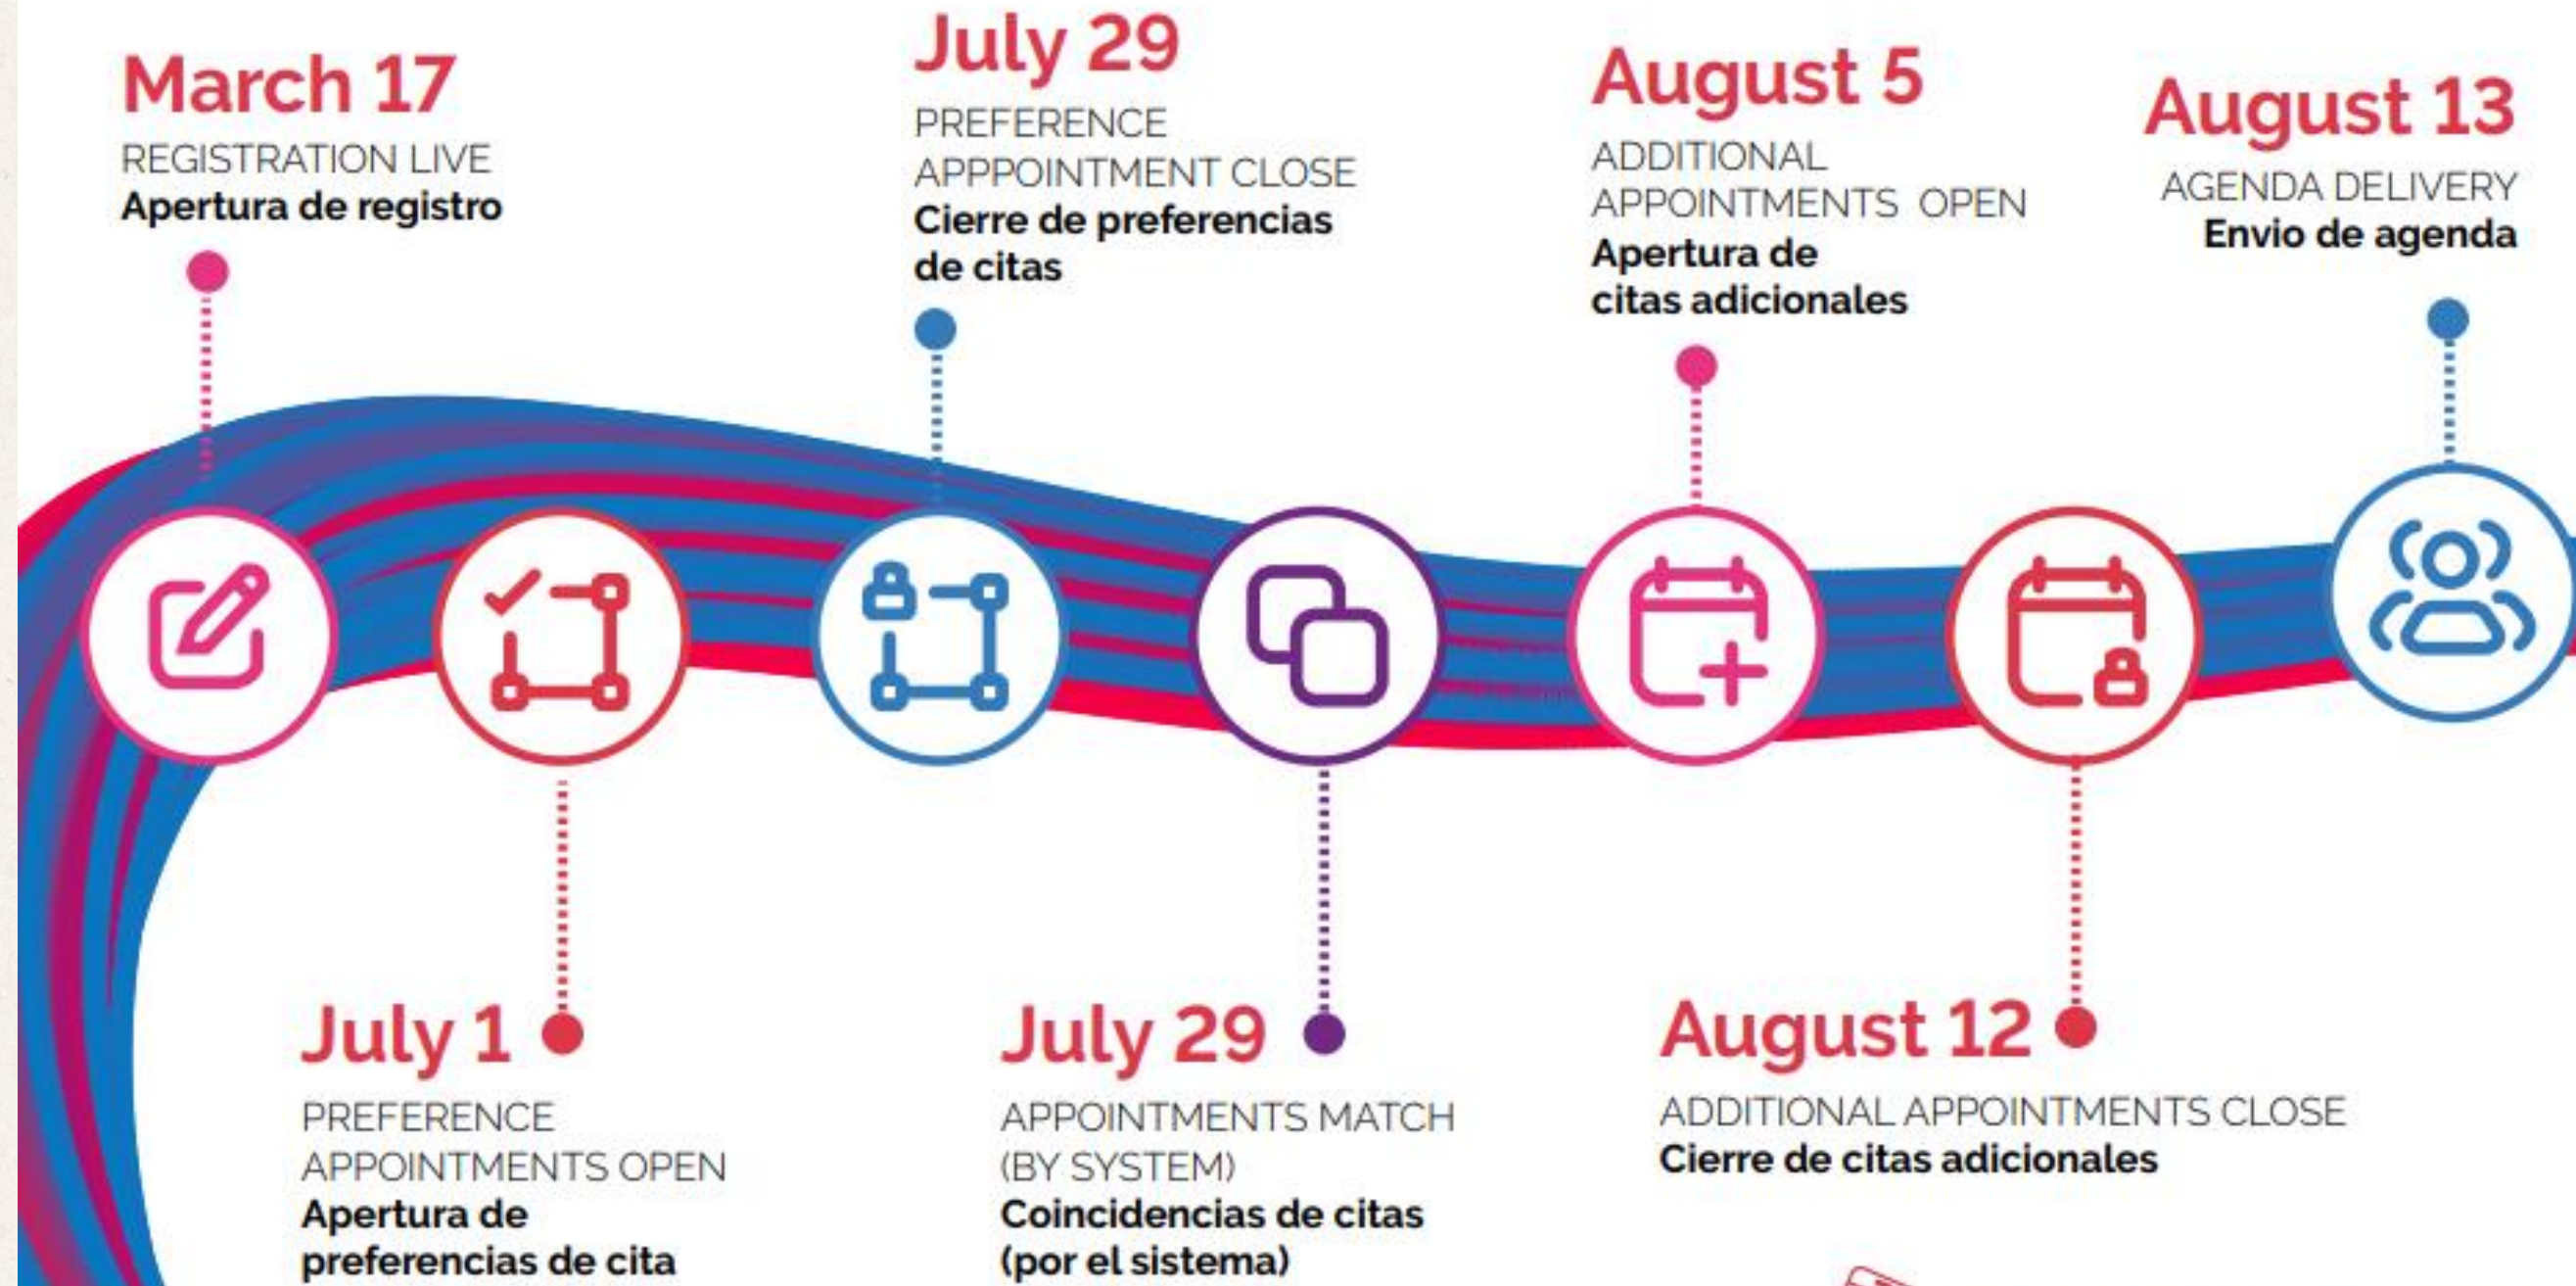 March 17
REGISTRATION LIVE
Apertura de registro
July 1
PREFERENCE
APPOINTMENTS OPEN
Apertura de
preferencias de cita
July 29
PREFERENCE
APPPOINTMENT CLOSE
Cierre de preferencias
de citas
July 29
APPOINTMENTS MATCH
(BY SYSTEM)
Coincidencias de citas
(por el sistema)
August 5
ADDITIONAL
APPOINTMENTS OPEN
Apertura de
citas adicionales
August 12
ADDITIONAL APPOINTMENTS CLOSE
Cierre de citas adicionales
August 13
AGENDA DELIVERY
Envio de agenda